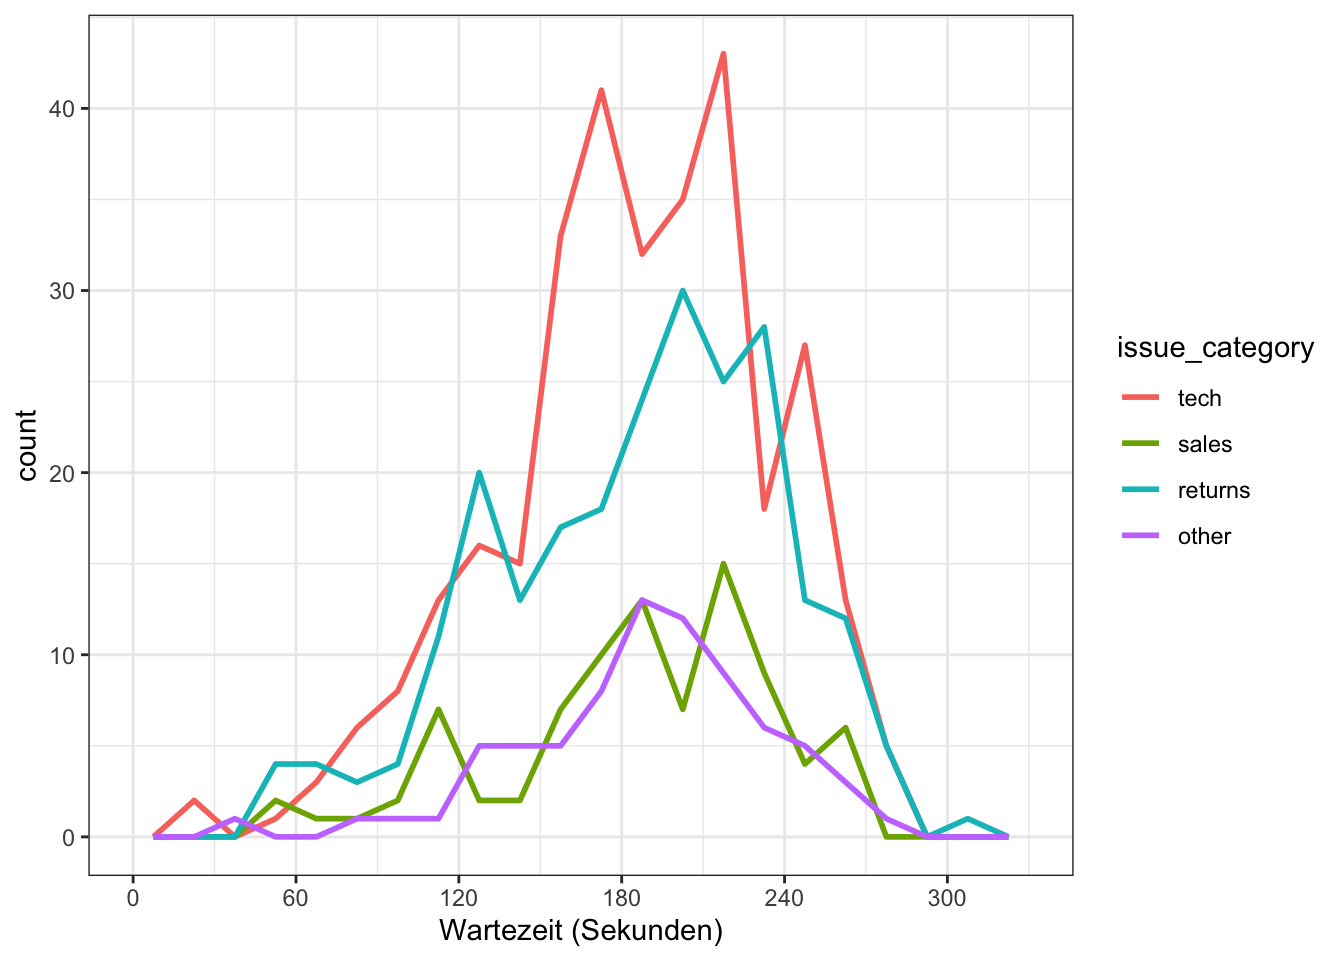 40
30
20
10
0
count
0 60 120 180 240 300
Wartezeit (Sekunden)
issue_category
tech
sales
returns
other